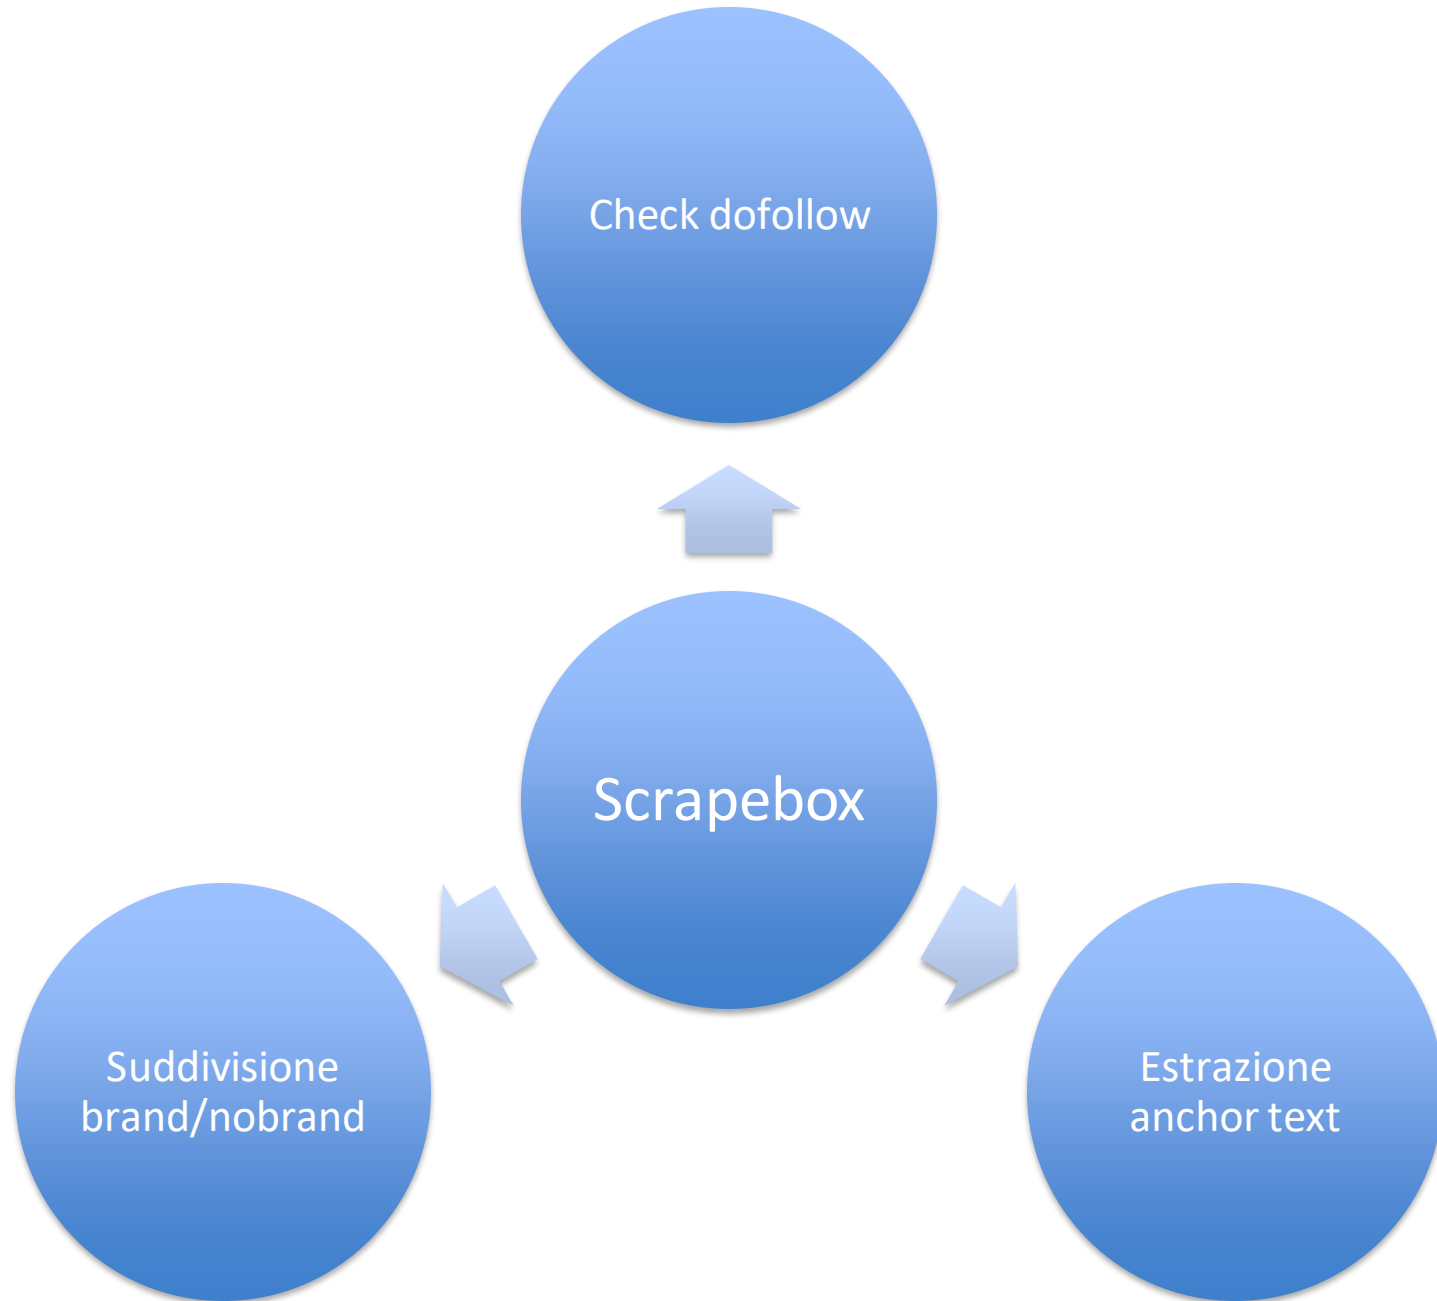 Check dofollow
Scrapebox
Suddivisione
brand/nobrand
Estrazione
anchor text